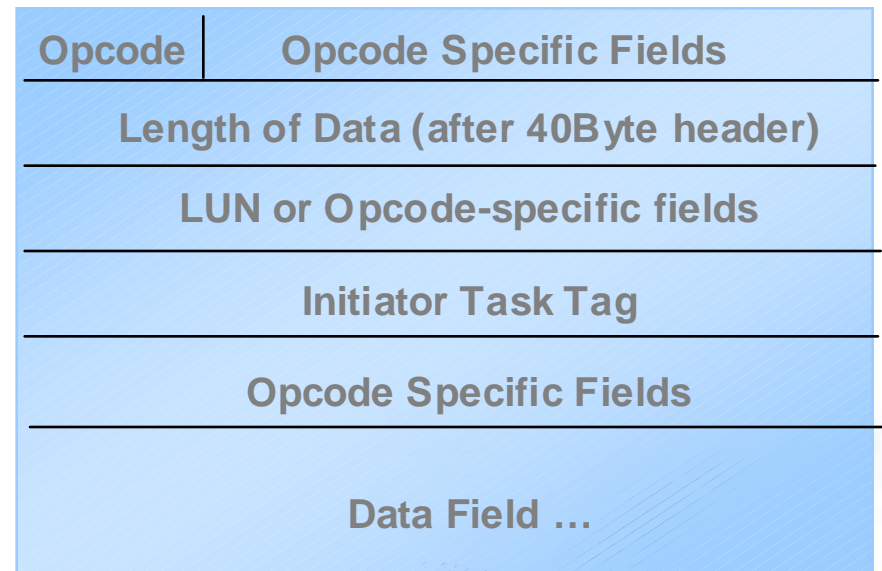 Opcode Opcode Specific Fields
Length of Data (after 40Byte header)
LUN or Opcode-specific fields
Initiator Task Tag
Opcode Specific Fields
Data Field …